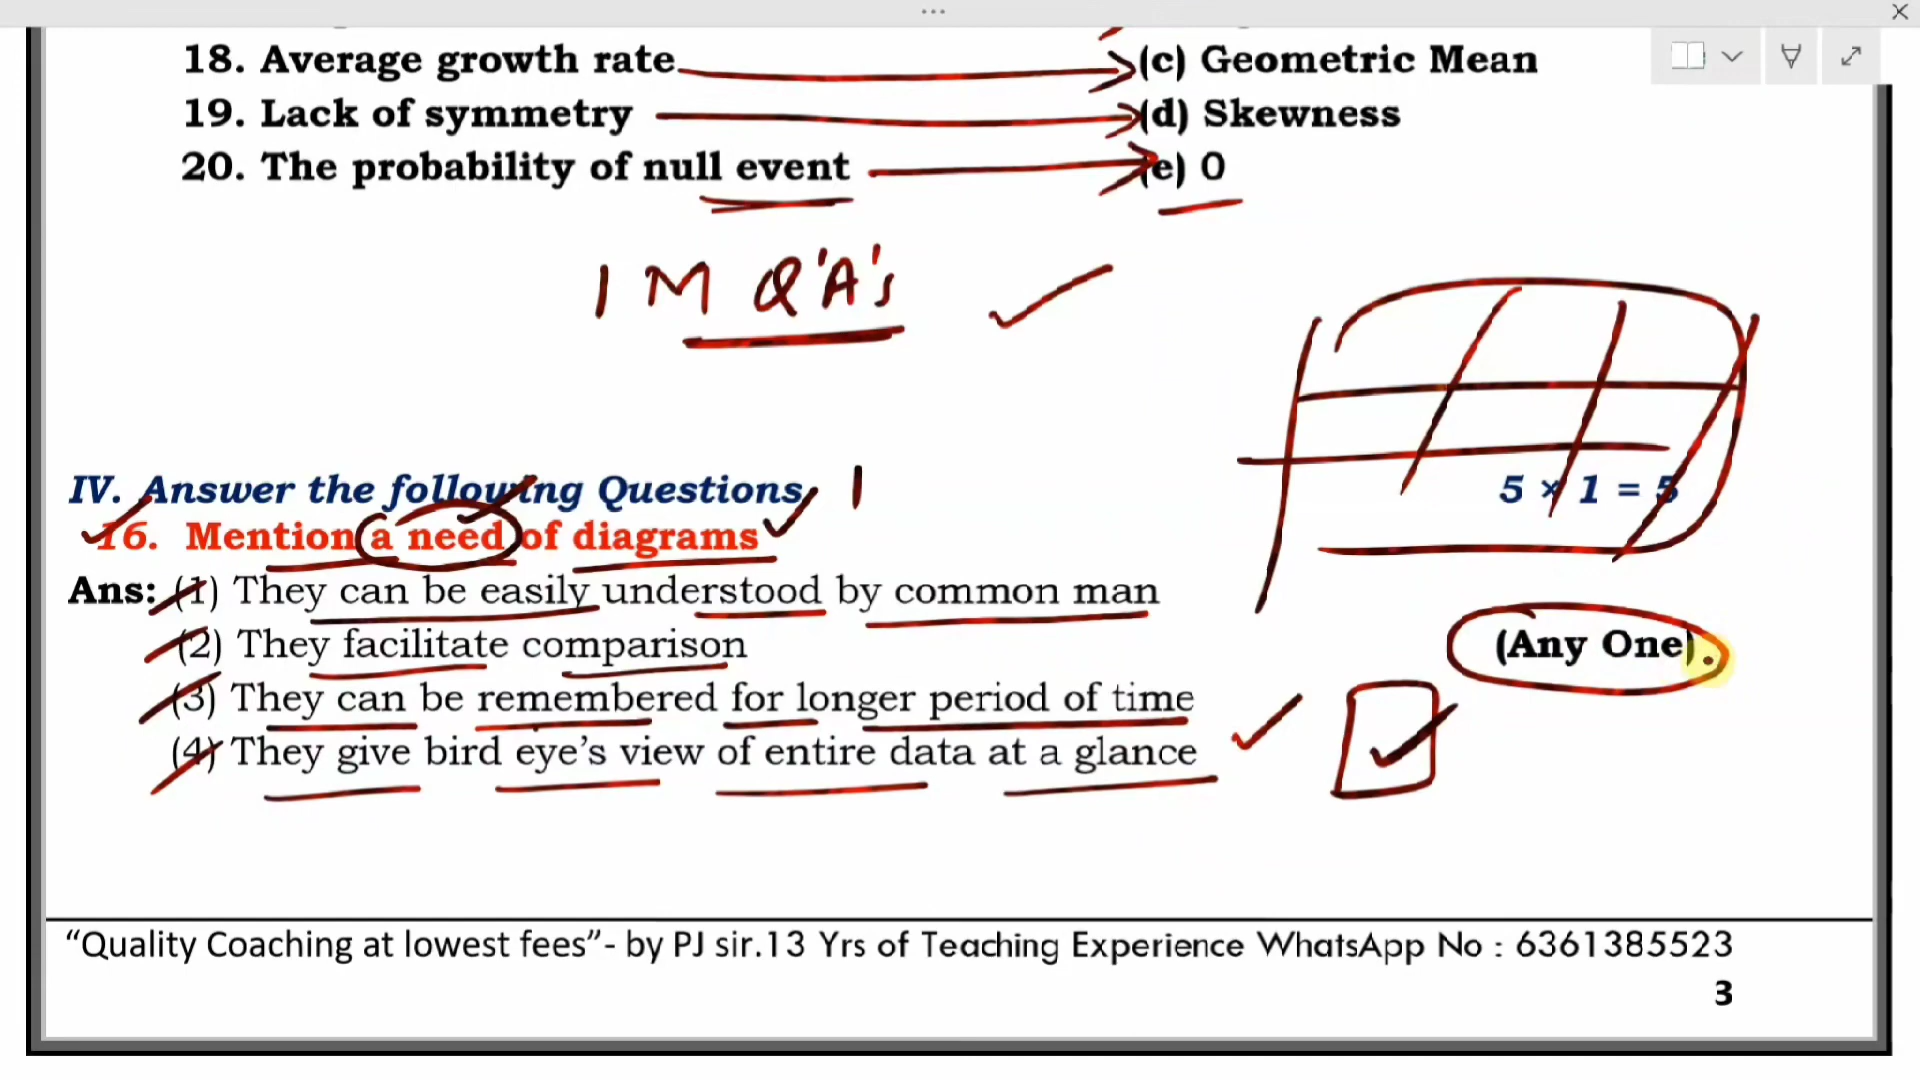 18. Average growth rate (c) Geometric Mean
19. Lack of symmetry (d) Skewness
20. The probability of null event (e) 0
1 M Q'A's
IV. Answer the following Questions 1 5 × 1 = 5
16. Mention a need of diagrams
Ans: (1) They can be easily understood by common man
(2) They facilitate comparison (Any One).
(3) They can be remembered for longer period of time
(4) They give bird eye's view of entire data at a glance
“Quality Coaching at lowest fees”- by PJ sir.13 Yrs of Teaching Experience WhatsApp No : 6361385523
3